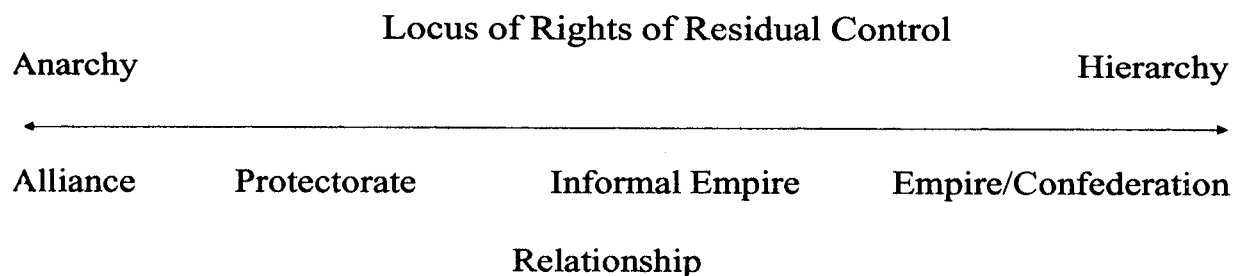 Locus of Rights of Residual Control
Anarchy Hierarchy
Alliance Protectorate Informal Empire Empire/Confederation
Relationship